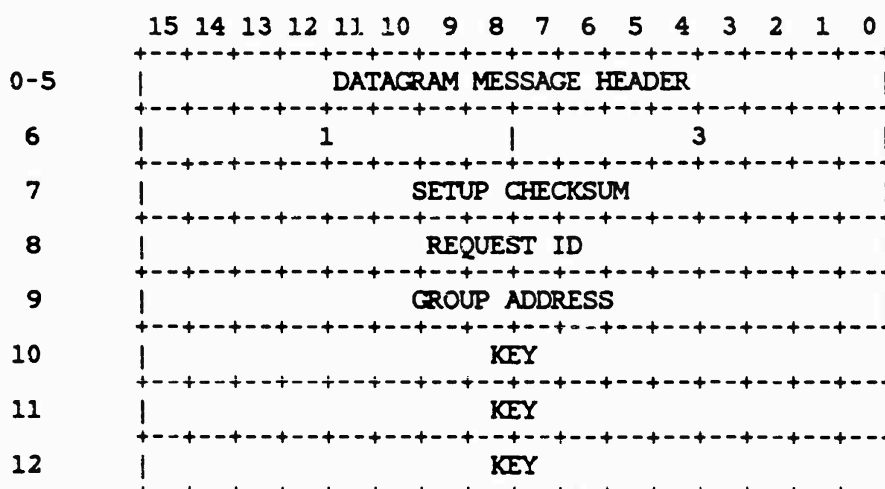 15 14 13 12 11 10 9 8 7 6 5 4 3 2 1 0
0-5 | DATAGRAM MESSAGE HEADER |
6 | 1 | 3 |
7 | SETUP CHECKSUM |
8 | REQUEST ID
9 | GROUP ADDRESS
10 | KEY
11 | KEY
12 | KEY